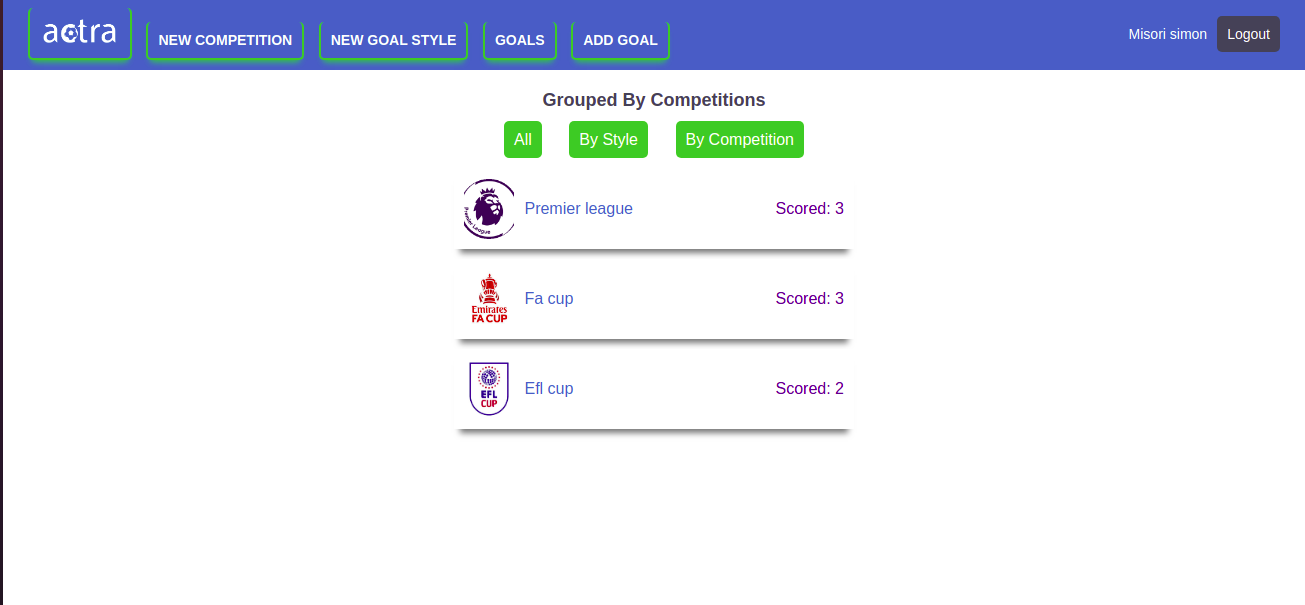 actra
NEW COMPETITION
NEW GOAL STYLE
GOALS
ADD GOAL
Misori simon
Logout
Grouped By Competitions
All
By Style
By Competition
Premier League
Premier league
Scored: 3
Emirates
FA CUP
Fa cup
Scored: 3
EFL
CUP
Efl cup
Scored: 2